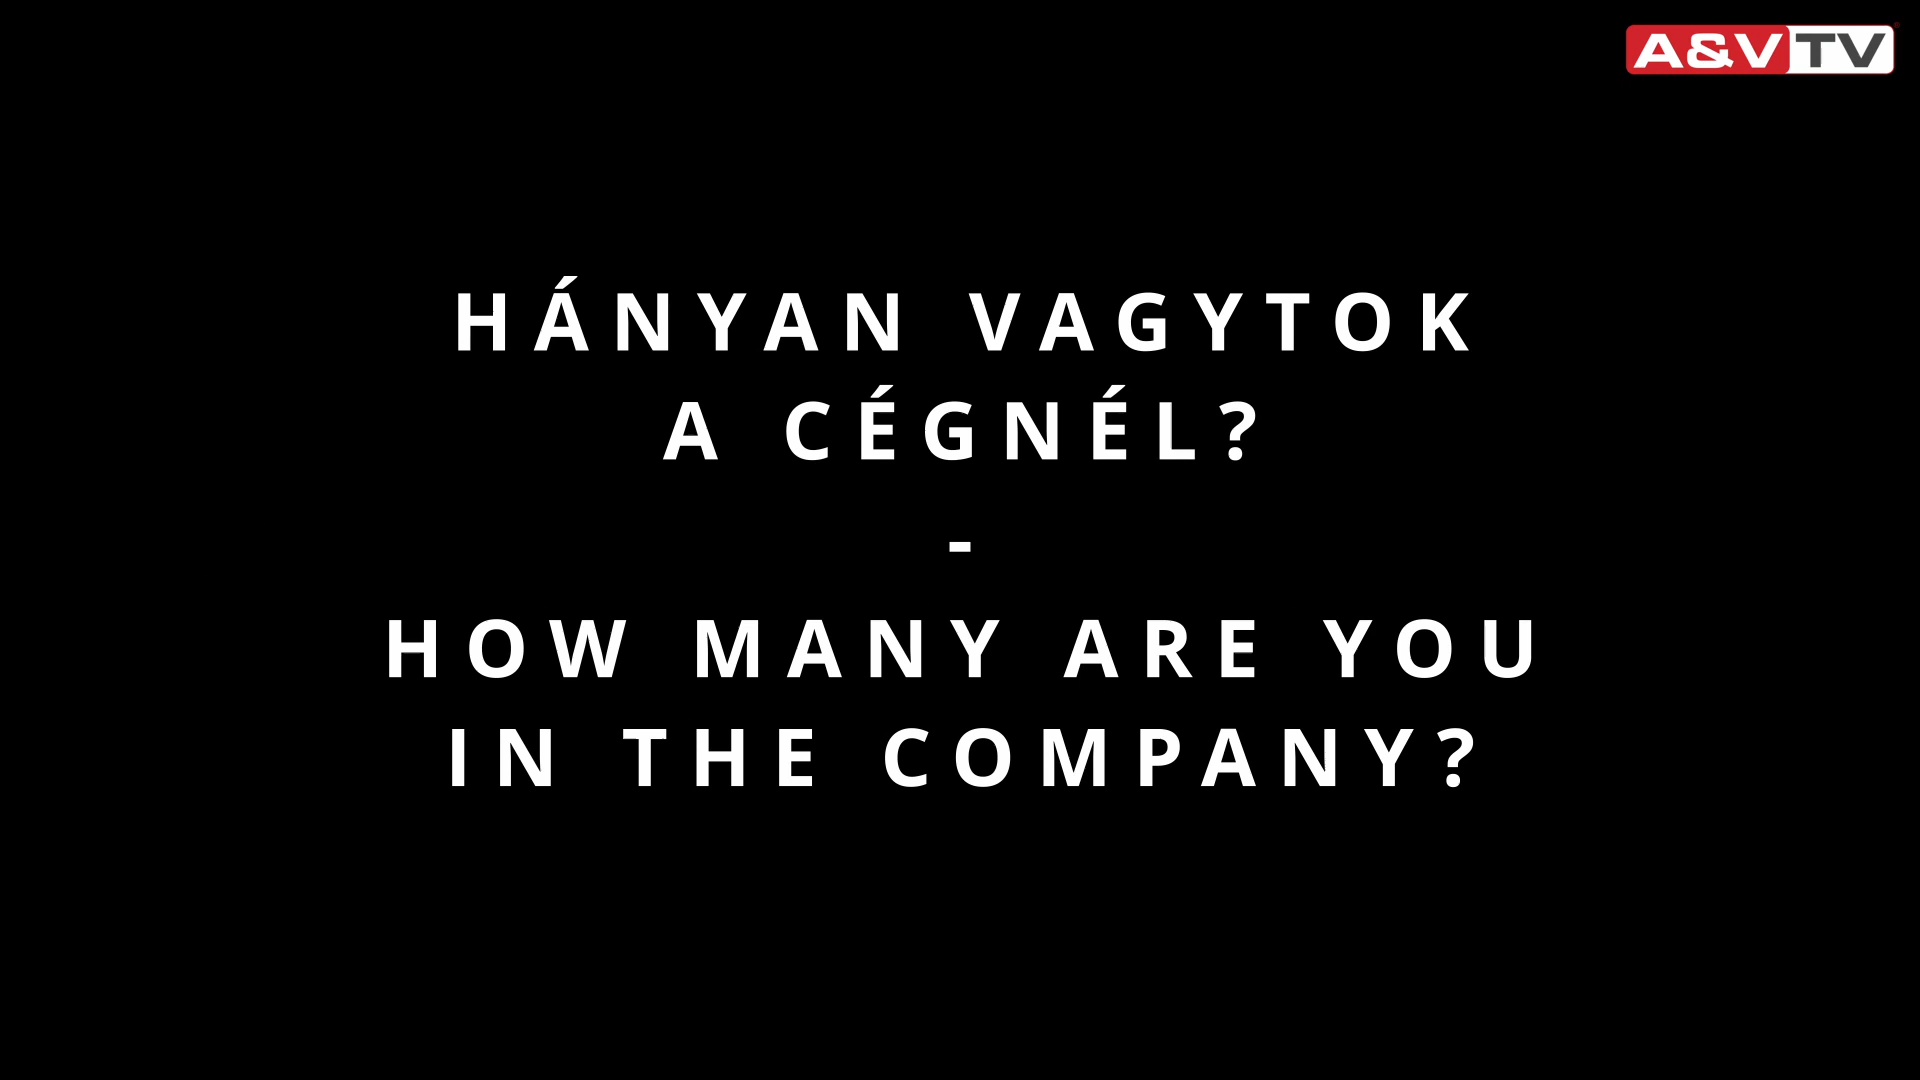 A&VTV
HÁNYAN VAGYTOK
A CÉGNÉL?
-
HOW MANY ARE YOU
IN THE COMPANY?